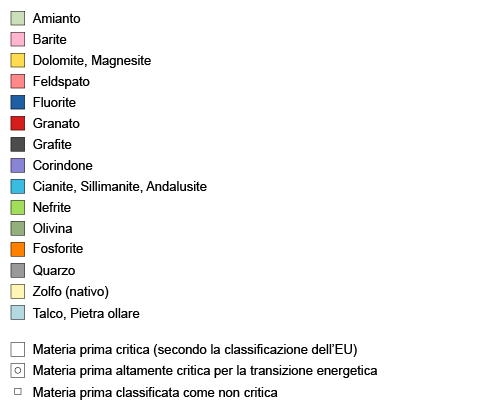 Amianto
Barite
Dolomite, Magnesite
Feldspato
Fluorite
Granato
Grafite
Corindone
Cianite, Sillimanite, Andalusite
Nefrite
Olivina
Fosforite
Quarzo
Zolfo (nativo)
Talco, Pietra ollare
Materia prima critica (secondo la classificazione dell'EU)
Materia prima altamente critica per la transizione energetica
Materia prima classificata come non critica